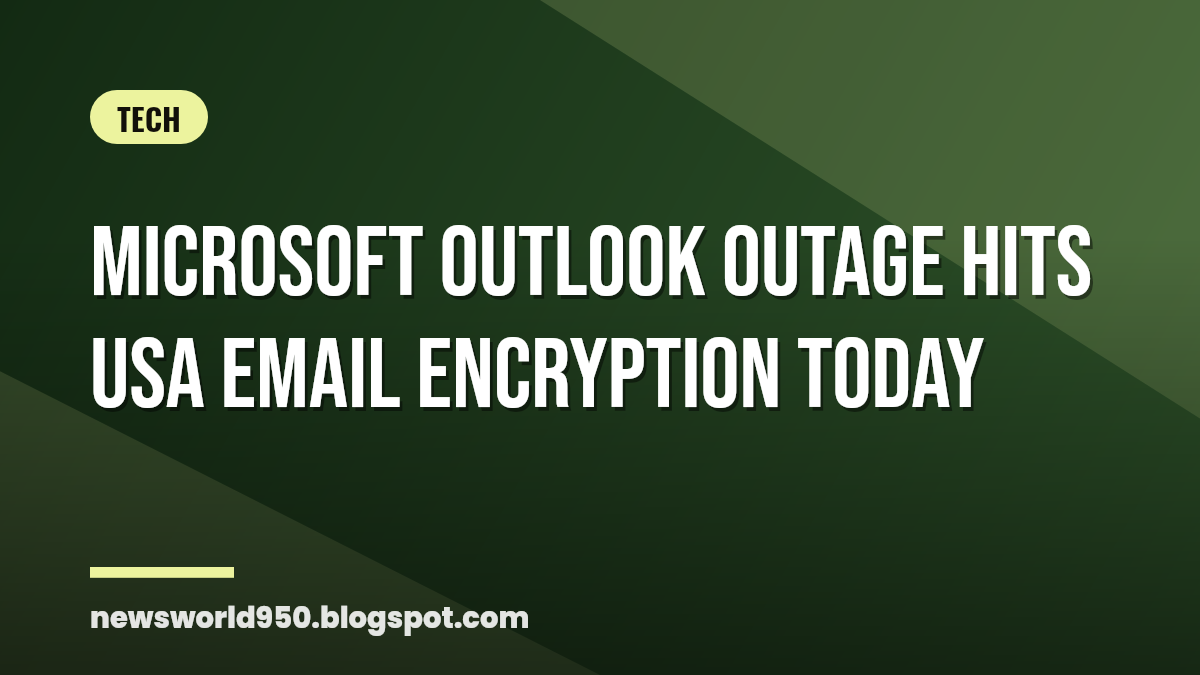 TECH
MICROSOFT OUTLOOK OUTAGE HITS
USA EMAIL ENCRYPTION TODAY
newsworld950.blogspot.com